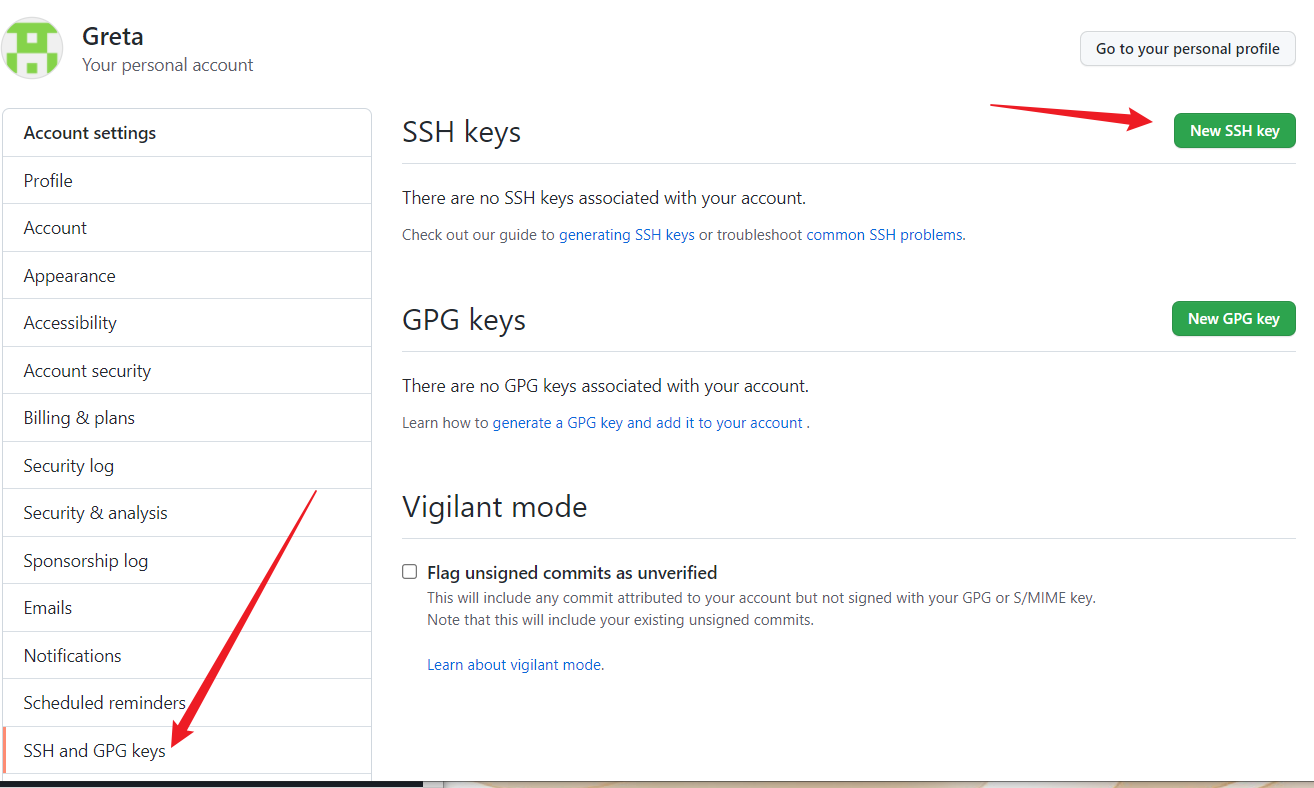 Greta
Your personal account
Go to your personal profile
Account settings
Profile
Account
Appearance
Accessibility
Account security
Billing & plans
Security log
Security & analysis
Sponsorship log
Emails
Notifications
Scheduled reminders
SSH and GPG keys
SSH keys
New SSH key
There are no SSH keys associated with your account.
Check out our guide to generating SSH keys or troubleshoot common SSH problems.
GPG keys
New GPG key
There are no GPG keys associated with your account.
Learn how to generate a GPG key and add it to your account .
Vigilant mode
Flag unsigned commits as unverified
This will include any commit attributed to your account but not signed with your GPG or S/MIME key.
Note that this will include your existing unsigned commits.
Learn about vigilant mode.